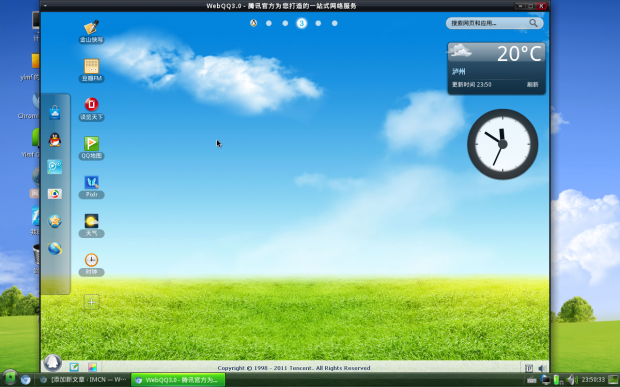 WebQQ3.0 - 腾讯官方为您打造的一站式网络服务
搜索网页和应用...
3
20°C
泸州
更新时间 23:50
刷新
金山快写
豆瓣FM
读览天下
QQ地图
Pixlr
天气
时钟
Copyright © 1998 - 2011 Tencent. All Rights Reserved
[添加新文章 ‹ IMCN — W···
WebQQ3.0 - 腾讯官方为...
23:50:33